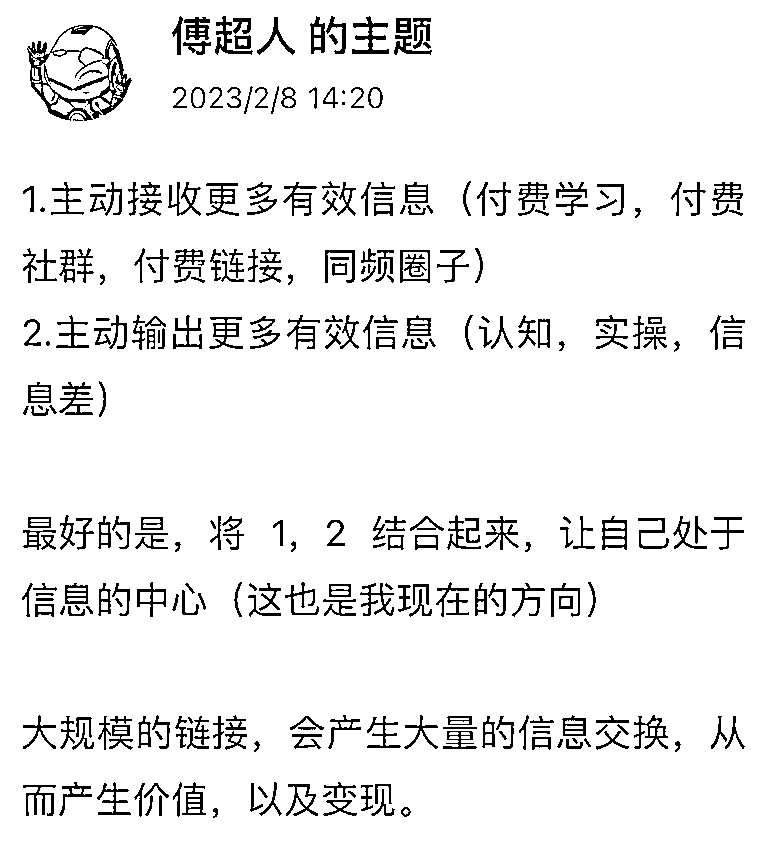 傅超人 的主题
2023/2/8 14:20
1.主动接收更多有效信息（付费学习，付费
社群，付费链接，同频圈子）
2.主动输出更多有效信息（认知，实操，信
息差）
最好的是，将 1，2 结合起来，让自己处于
信息的中心（这也是我现在的方向）
大规模的链接，会产生大量的信息交换，从
而产生价值，以及变现。